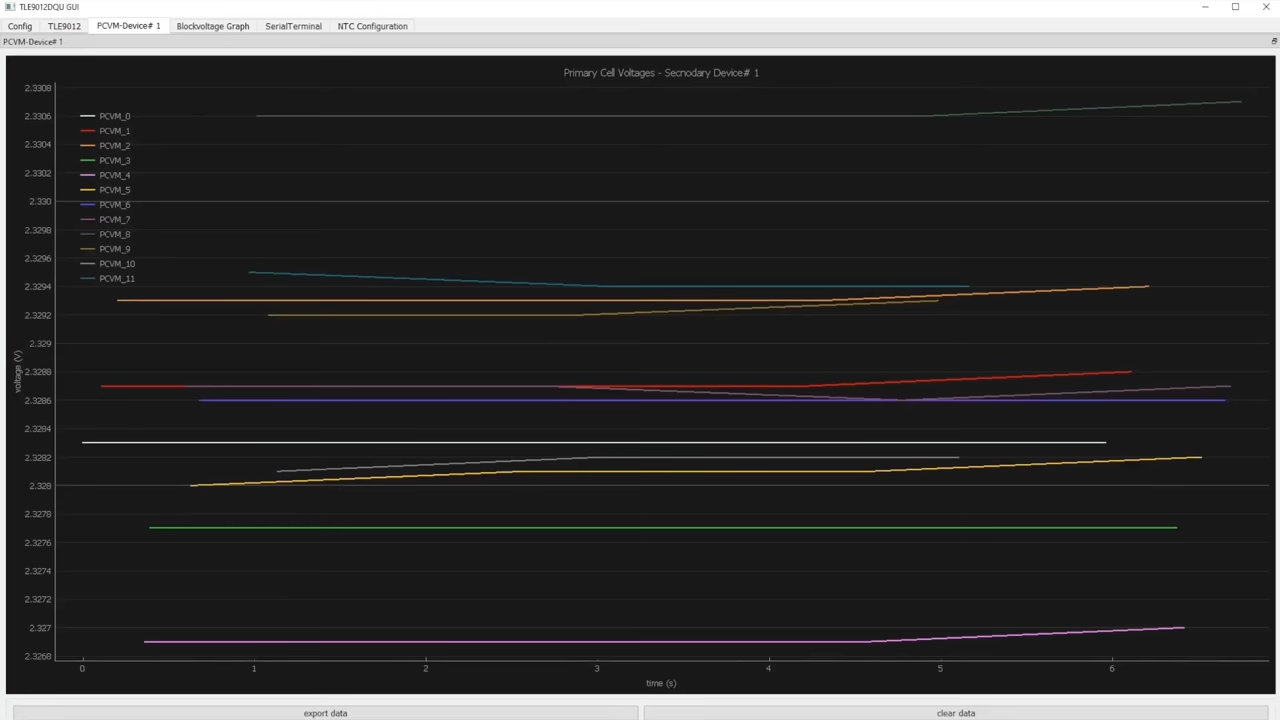 TLE9012DQU GUI
Config TLE9012 PCVM-Device# 1 Blockvoltage Graph SerialTerminal NTC Configuration
PCVM-Device# 1
Primary Cell Voltages - Secnodary Device# 1
2.3308
2.3306
2.3304
2.3302
2.330
2.3298
2.3296
2.3294
2.3292
2.329
2.3288
2.3286
2.3284
2.3282
2.328
2.3278
2.3276
2.3274
2.3272
2.327
2.3268
voltage (V)
PCVM_0
PCVM_1
PCVM_2
PCVM_3
PCVM_4
PCVM_5
PCVM_6
PCVM_7
PCVM_8
PCVM_9
PCVM_10
PCVM_11
0 1 2 3 4 5 6
time (s)
export data clear data